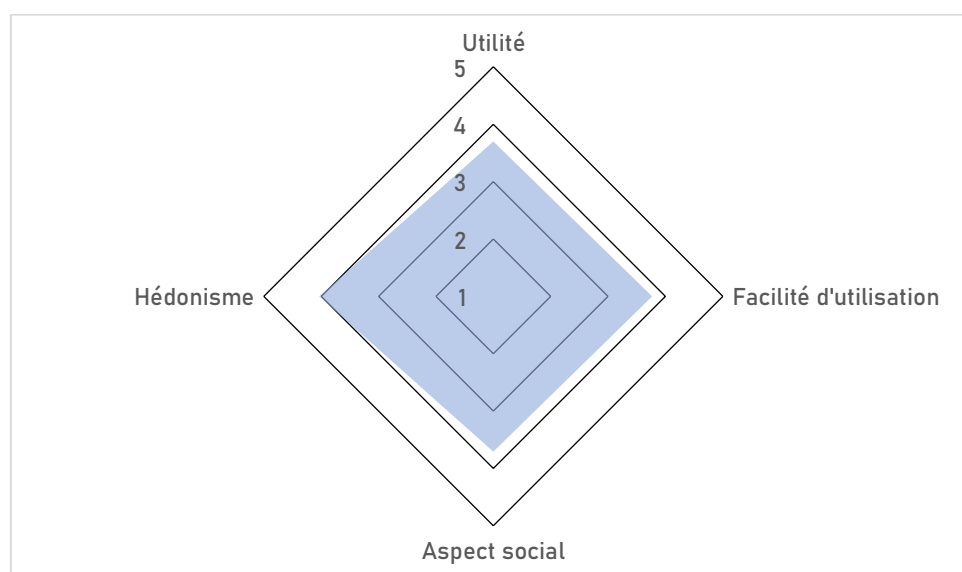 Utilité
5
4
3
2
Hédonisme
1
Facilité d'utilisation
Aspect social